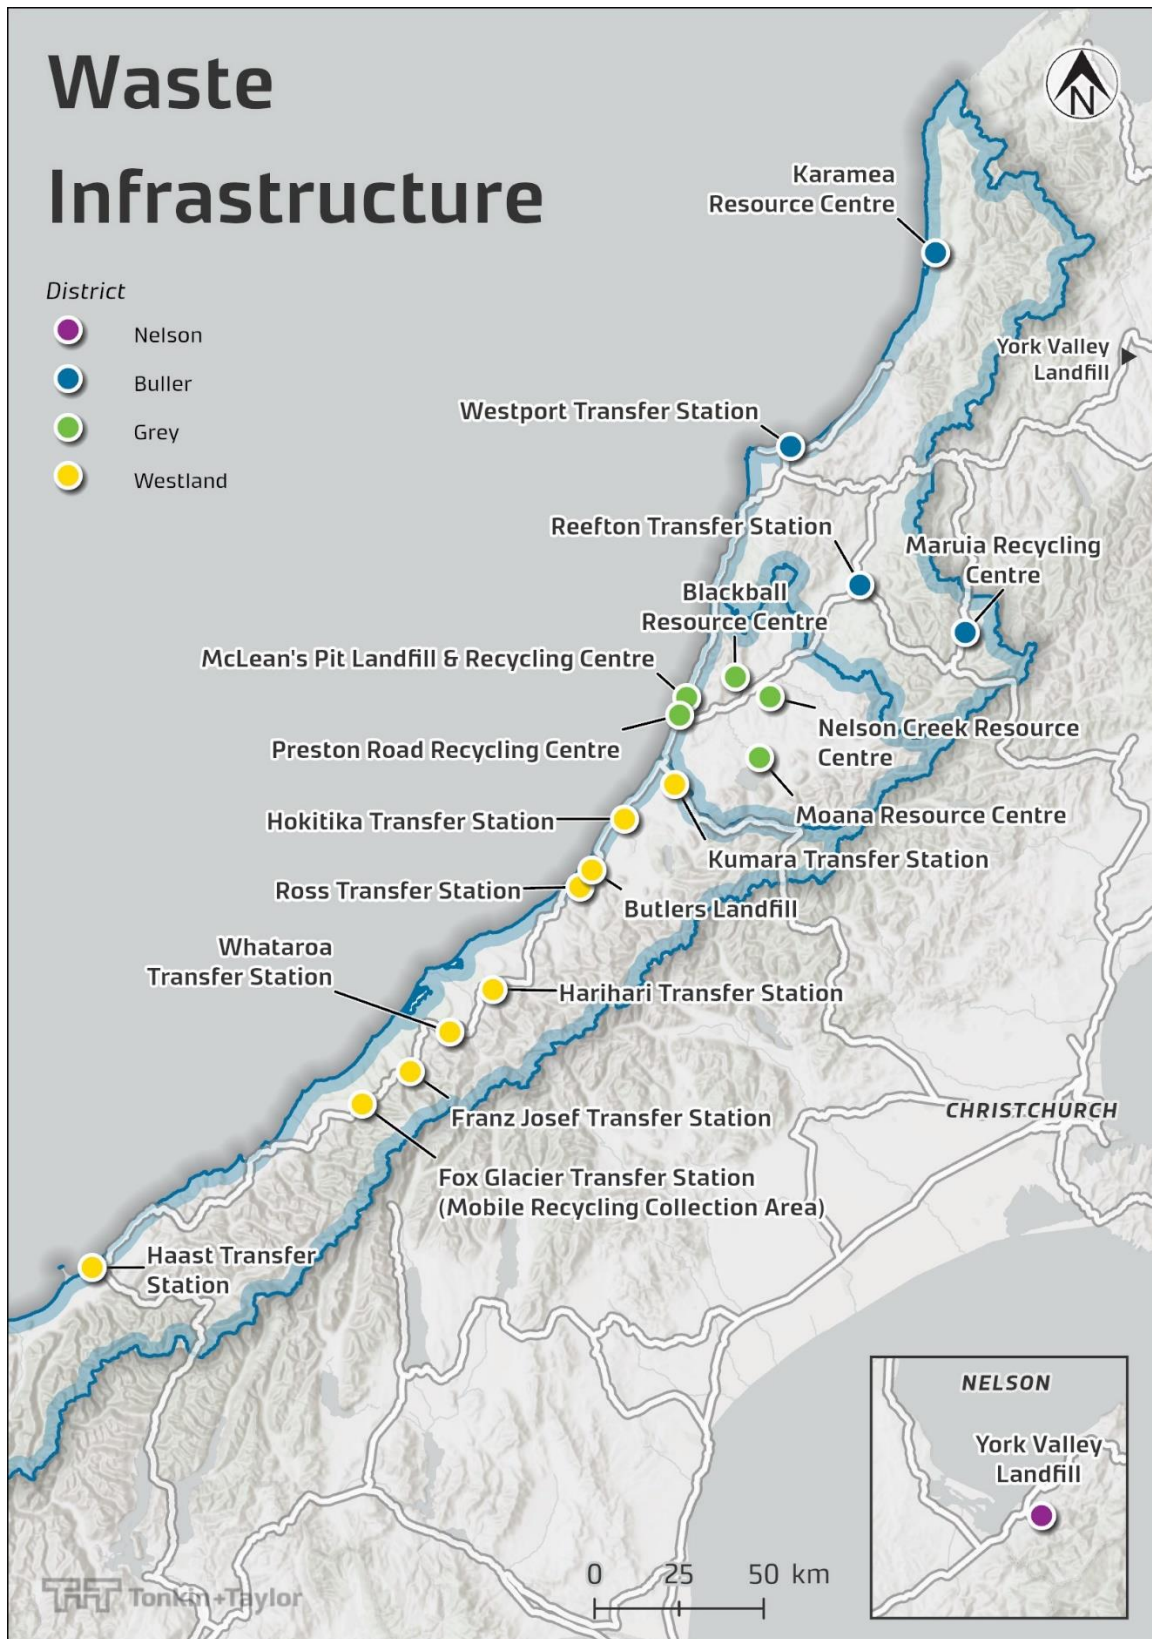 Waste
Infrastructure
District
Nelson
Buller
Grey
Westland
N
Karamea
Resource Centre
York Valley
Landfill
Westport Transfer Station
Reefton Transfer Station
Maruia Recycling
Centre
Blackball
Resource Centre
McLean's Pit Landfill & Recycling Centre
Nelson Creek Resource
Centre
Preston Road Recycling Centre
Moana Resource Centre
Hokitika Transfer Station
Kumara Transfer Station
Ross Transfer Station
Butlers Landfill
Whataroa
Transfer Station
Harihari Transfer Station
Franz Josef Transfer Station
CHRISTCHURCH
Fox Glacier Transfer Station
(Mobile Recycling Collection Area)
Haast Transfer
Station
NELSON
York Valley
Landfill
0 25 50 km
T+T Tonkin+Taylor